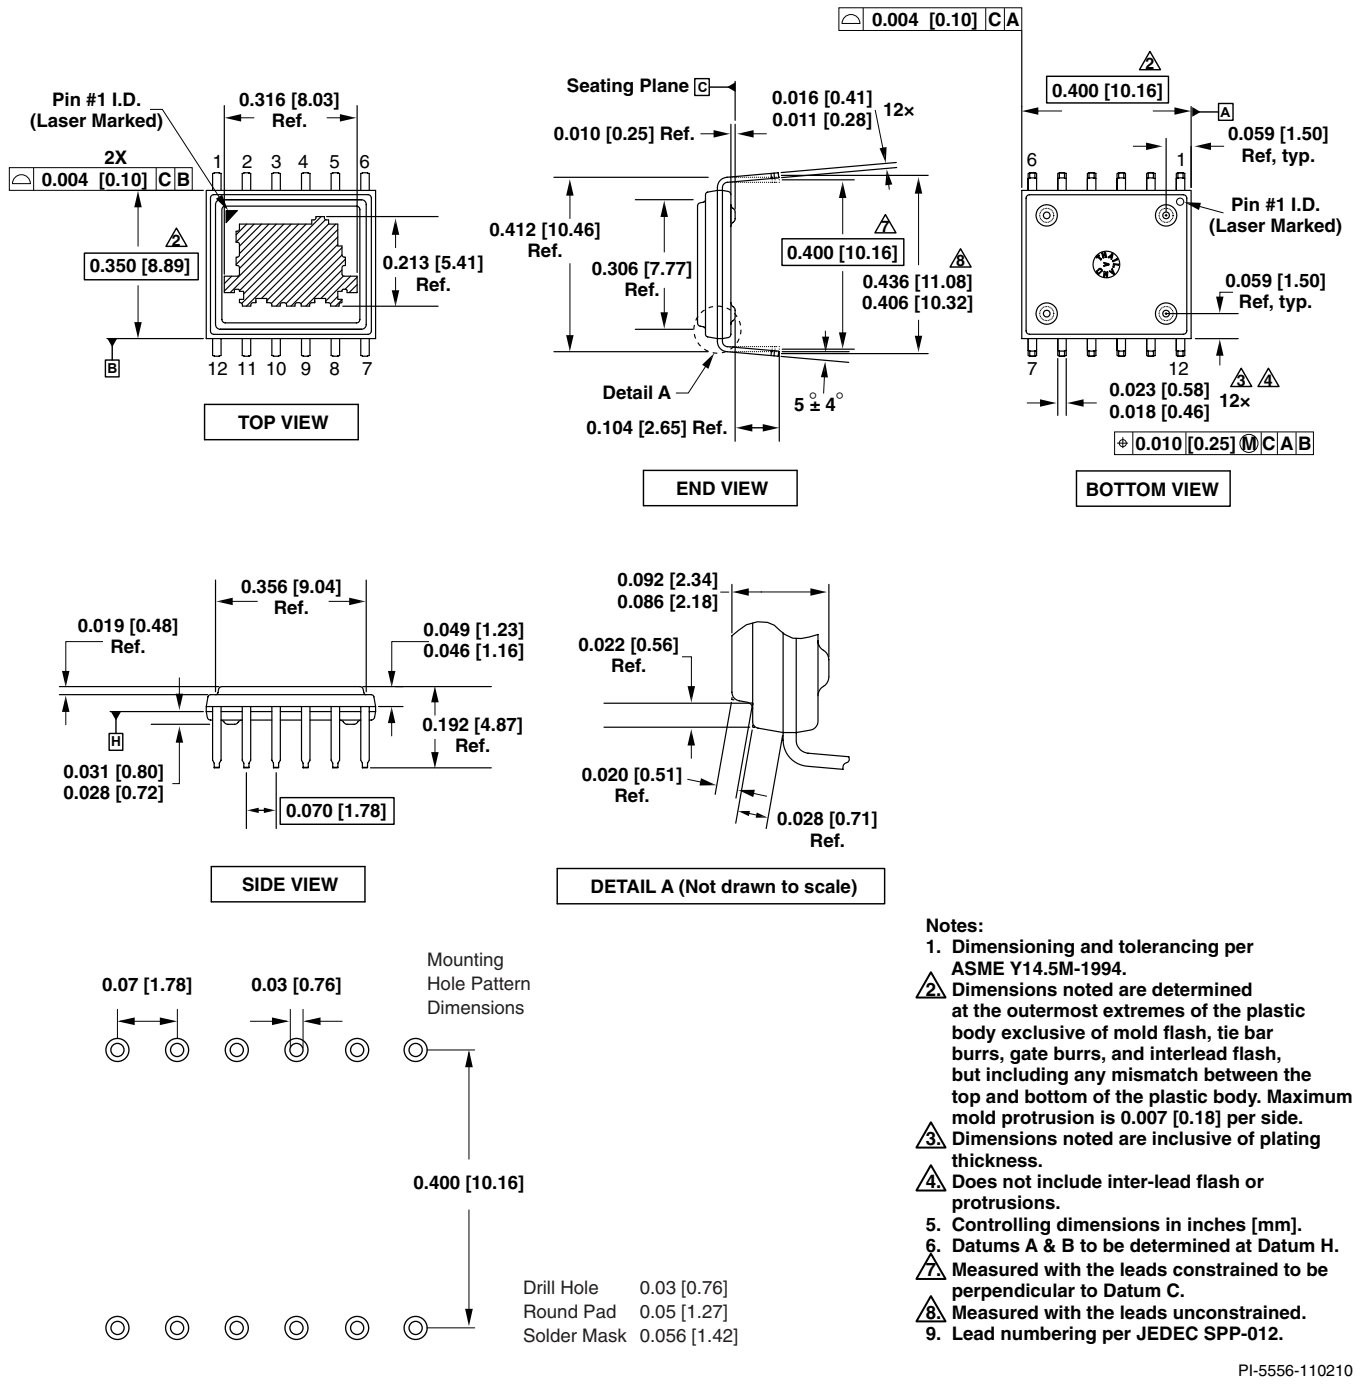 0.004 [0.10] C A
2
0.400 [10.16]
A
0.059 [1.50]
Ref, typ.
6
1
Pin #1 I.D.
(Laser Marked)
0.059 [1.50]
Ref, typ.
7
12
0.023 [0.58]
0.018 [0.46]
12×
3 4
⌖ 0.010 [0.25] Ⓜ C A B
BOTTOM VIEW
Pin #1 I.D.
(Laser Marked)
0.316 [8.03]
Ref.
2X
0.004 [0.10] C B
1 2 3 4 5 6
2
0.350 [8.89]
0.213 [5.41]
Ref.
B
12 11 10 9 8 7
TOP VIEW
Seating Plane C
0.010 [0.25] Ref.
0.016 [0.41]
0.011 [0.28]
12×
0.412 [10.46]
Ref.
0.306 [7.77]
Ref.
7
0.400 [10.16]
8
0.436 [11.08]
0.406 [10.32]
Detail A
5° ± 4°
0.104 [2.65] Ref.
END VIEW
0.356 [9.04]
Ref.
0.019 [0.48]
Ref.
0.049 [1.23]
0.046 [1.16]
0.192 [4.87]
Ref.
H
0.031 [0.80]
0.028 [0.72]
0.070 [1.78]
SIDE VIEW
0.092 [2.34]
0.086 [2.18]
0.022 [0.56]
Ref.
0.020 [0.51]
Ref.
0.028 [0.71]
Ref.
DETAIL A (Not drawn to scale)
0.07 [1.78]
0.03 [0.76]
Mounting
Hole Pattern
Dimensions
0.400 [10.16]
Drill Hole 0.03 [0.76]
Round Pad 0.05 [1.27]
Solder Mask 0.056 [1.42]
Notes:
1. Dimensioning and tolerancing per
ASME Y14.5M-1994.
2. Dimensions noted are determined
at the outermost extremes of the plastic
body exclusive of mold flash, tie bar
burrs, gate burrs, and interlead flash,
but including any mismatch between the
top and bottom of the plastic body. Maximum
mold protrusion is 0.007 [0.18] per side.
3. Dimensions noted are inclusive of plating
thickness.
4. Does not include inter-lead flash or
protrusions.
5. Controlling dimensions in inches [mm].
6. Datums A & B to be determined at Datum H.
7. Measured with the leads constrained to be
perpendicular to Datum C.
8. Measured with the leads unconstrained.
9. Lead numbering per JEDEC SPP-012.
PI-5556-110210